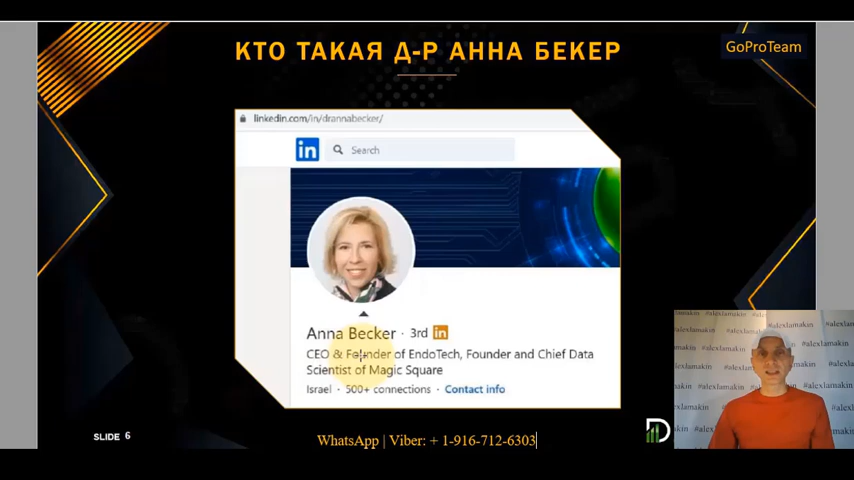 КТО ТАКАЯ Д-Р АННА БЕКЕР
GoProTeam
linkedin.com/in/drannabecker/
in
Search
Anna Becker · 3rd in
CEO & Founder of EndoTech, Founder and Chief Data
Scientist of Magic Square
Israel · 500+ connections · Contact info
#alexlamakin
SLIDE 6
WhatsApp | Viber: + 1-916-712-6303